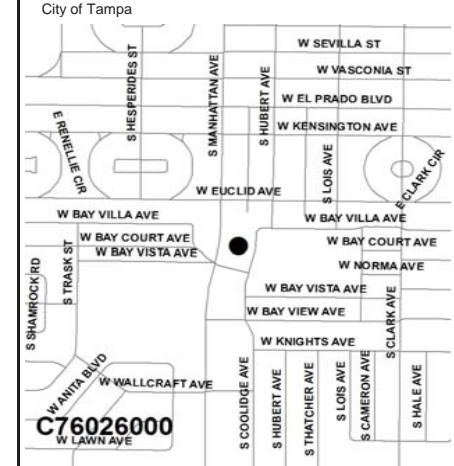 City of Tampa
W SEVILLA ST
W VASCONIA ST
W EL PRADO BLVD
W KENSINGTON AVE
S HESPERIDES ST
S MANHATTAN AVE
S HUBERT AVE
E RENELLIE CIR
S LOIS AVE
E CLARK CIR
W EUCLID AVE
W BAY VILLA AVE
W BAY VILLA AVE
W BAY COURT AVE
W BAY COURT AVE
W BAY VISTA AVE
W NORMA AVE
S SHAMROCK RD
S TRASK ST
W BAY VISTA AVE
W BAY VIEW AVE
S CLARK AVE
W KNIGHTS AVE
W ANITA BLVD
W WALLCRAFT AVE
S COOLIDGE AVE
S HUBERT AVE
S THATCHER AVE
S LOIS AVE
S CAMERON AVE
S HALE AVE
C76026000
W LAWN AVE